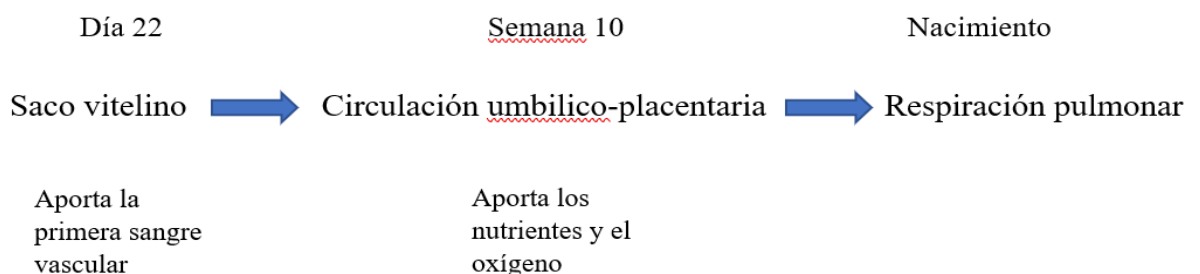 Día 22
Semana 10
Nacimiento
Saco vitelino
Circulación umbilico-placentaria
Respiración pulmonar
Aporta la
primera sangre
vascular
Aporta los
nutrientes y el
oxígeno